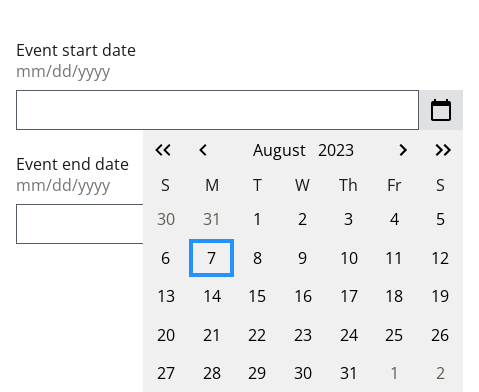 Event start date
mm/dd/yyyy
August 2023
Event end date
mm/dd/yyyy
S M T W Th Fr S
30 31 1 2 3 4 5
6 7 8 9 10 11 12
13 14 15 16 17 18 19
20 21 22 23 24 25 26
27 28 29 30 31 1 2